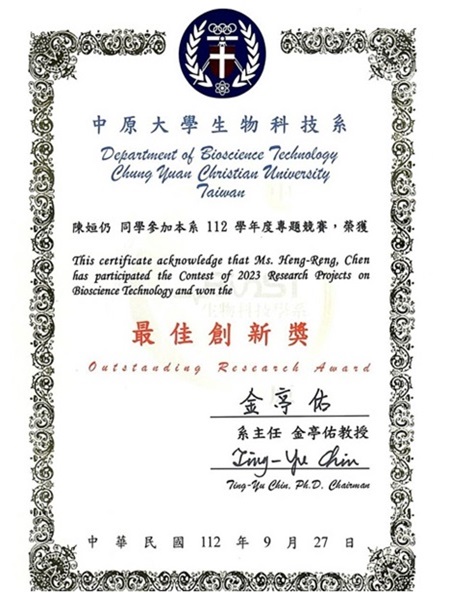 中原大學生物科技系
Department of Bioscience Technology
Chung Yuan Christian University
Taiwan
陳姮仍 同學參加本系 112 學年度專題競賽，榮獲
This certificate acknowledge that Ms. Heng-Reng, Chen
has participated the Contest of 2023 Research Projects on
Bioscience Technology and won the
最佳創新獎
Outstanding Research Award
金亭佑
系主任 金亭佑教授
Ting-Yu Chin
Ting-Yu Chin, Ph.D. Chairman
中華民國 112 年 9 月 27 日